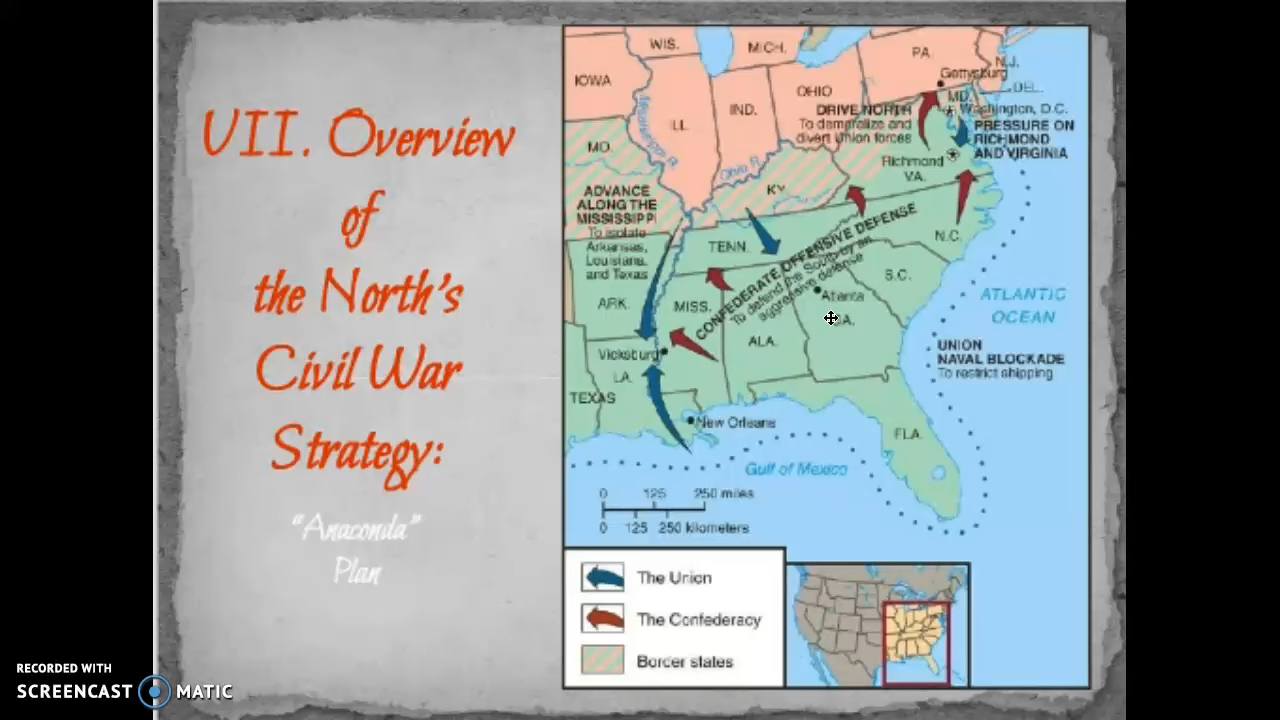 VII. Overview
of
the North's
Civil War
Strategy:
"Anaconda"
Plan
WIS.
MICH.
PA.
N.J.
Gettysburg
IOWA
OHIO
DEL.
MD.
IND.
ILL
DRIVE NORTH
To demoralize and
divert Union forces
Washington, D.C.
PRESSURE ON
RICHMOND
AND VIRGINIA
Mississippi R.
MO.
Ohio R.
Richmond
VA.
KY.
ADVANCE
ALONG THE
MISSISSIPPI
To isolate
Arkansas,
Louisiana,
and Texas
TENN.
N.C.
CONFEDERATE OFFENSIVE DEFENSE
To defend the South by an
aggressive defense
S.C.
ARK.
MISS.
Atlanta
GA.
ATLANTIC
OCEAN
ALA.
Vicksburg
UNION
NAVAL BLOCKADE
To restrict shipping
LA.
TEXAS
New Orleans
FLA.
Gulf of Mexico
0 125 250 miles
0 125 250 kilometers
The Union
The Confederacy
Border states
RECORDED WITH
SCREENCAST MATIC